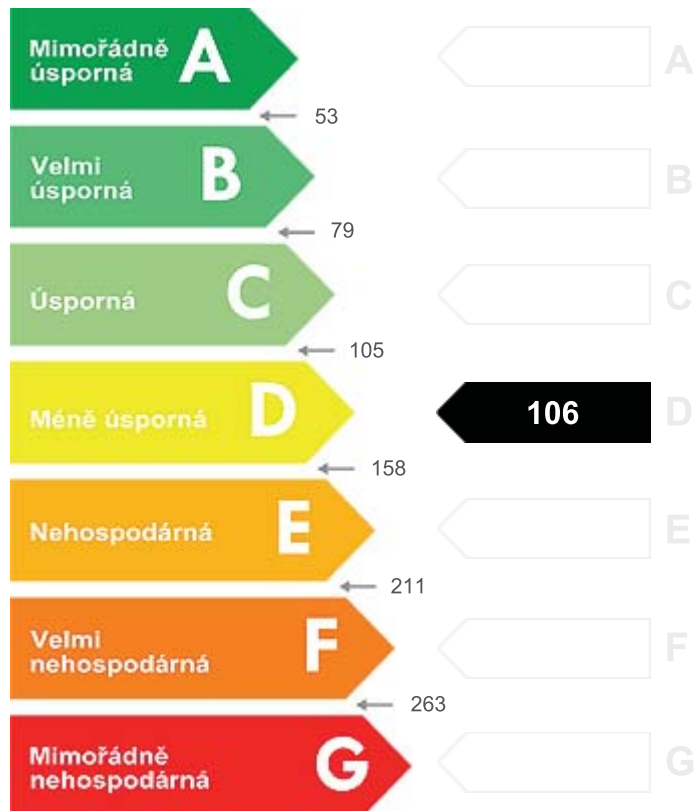 Mimořádně
úsporná
A
A
53
Velmi
úsporná
B
B
79
Úsporná
C
C
105
Méně úsporná
D
106
D
158
Nehospodárná
E
E
211
Velmi
nehospodárná
F
F
263
Mimořádně
nehospodárná
G
G